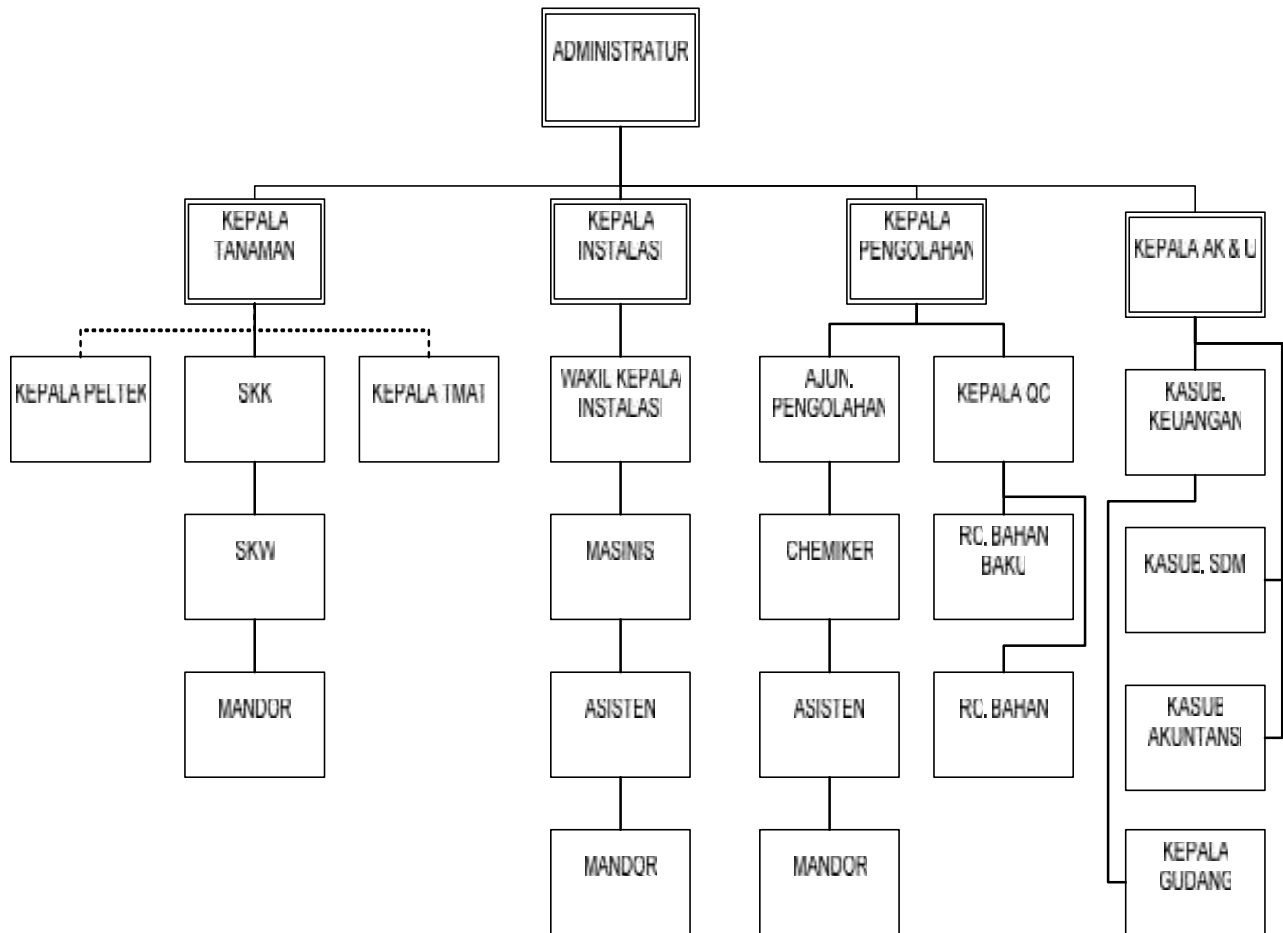 ADMINISTRATUR
KEPALA
TANAMAN
KEPALA
INSTALASI
KEPALA
PENGOLAHAN
KEPALA AK & U
KEPALA PELTEK
SKK
KEPALA TMAT
WAKIL KEPALA
INSTALASI
AJUN.
PENGOLAHAN
KEPALA QC
KASUB.
KEUANGAN
SKW
MASINIS
CHEMIKER
RC. BAHAN
BAKU
KASUB. SDM
MANDOR
ASISTEN
ASISTEN
RC. BAHAN
KASUB
AKUNTANSI
MANDOR
MANDOR
KEPALA
GUDANG